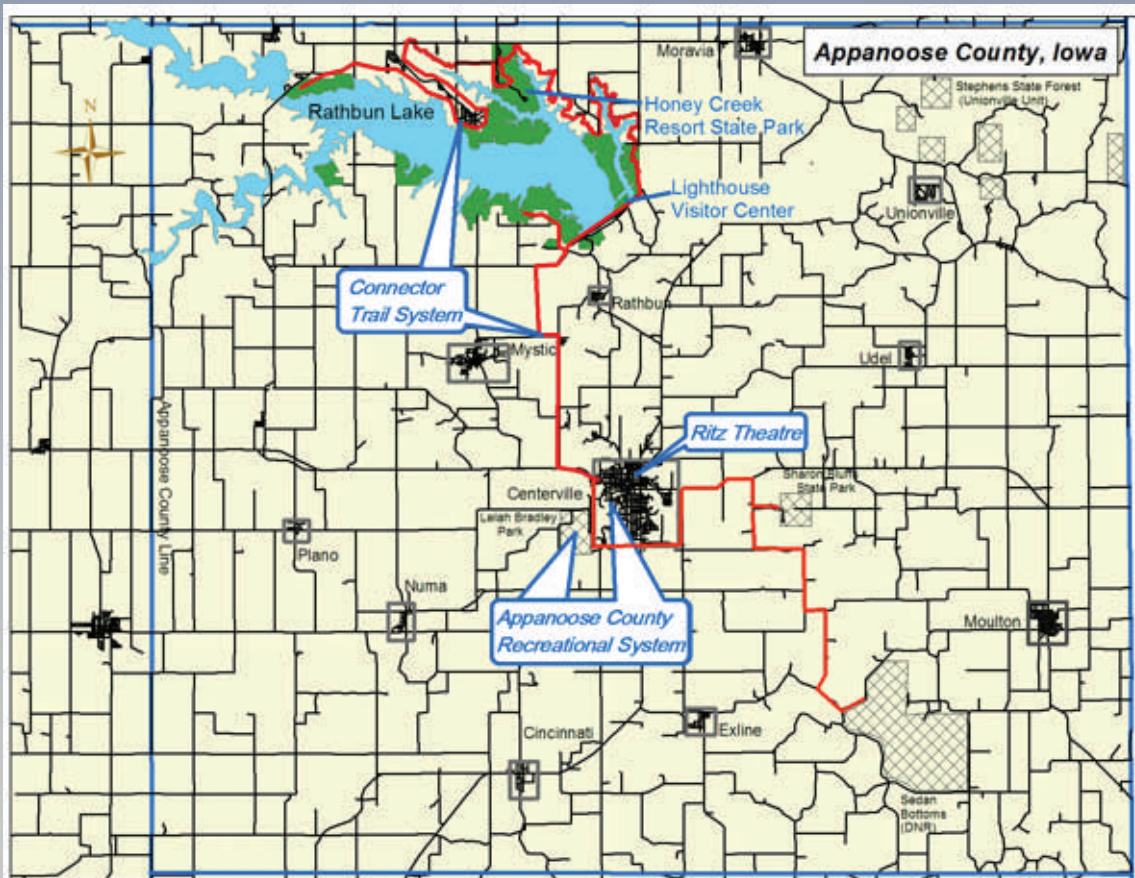 Appanoose County, Iowa
Moravia
Stephens State Forest
(Unionville Unit)
N
Rathbun Lake
Honey Creek
Resort State Park
Lighthouse
Visitor Center
Unionville
Connector
Trail System
Rathbun
Mystic
Udell
Appanoose County Line
Ritz Theatre
Sharon Bluffs
State Park
Centerville
Lelah Bradley
Park
Plano
Numa
Appanoose County
Recreational System
Moulton
Cincinnati
Exline
Sedan
Bottoms
(DNR)